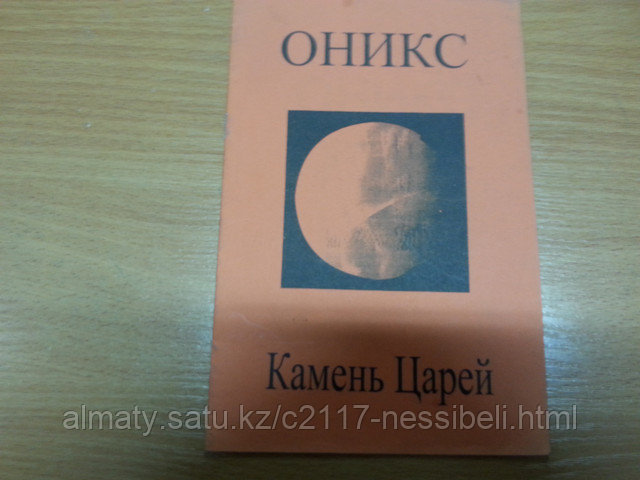 ОНИКС
Камень Царей
almaty.satu.kz/c2117-nessibeli.html